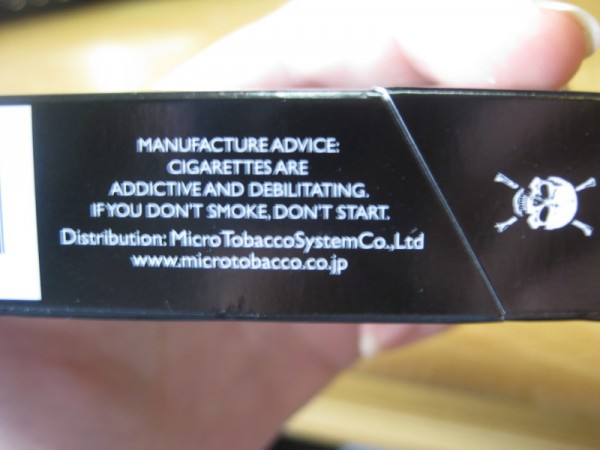 MANUFACTURE ADVICE:
CIGARETTES ARE
ADDICTIVE AND DEBILITATING.
IF YOU DON'T SMOKE, DON'T START.
Distribution: MicroTobaccoSystemCo.,Ltd
www.microtobacco.co.jp